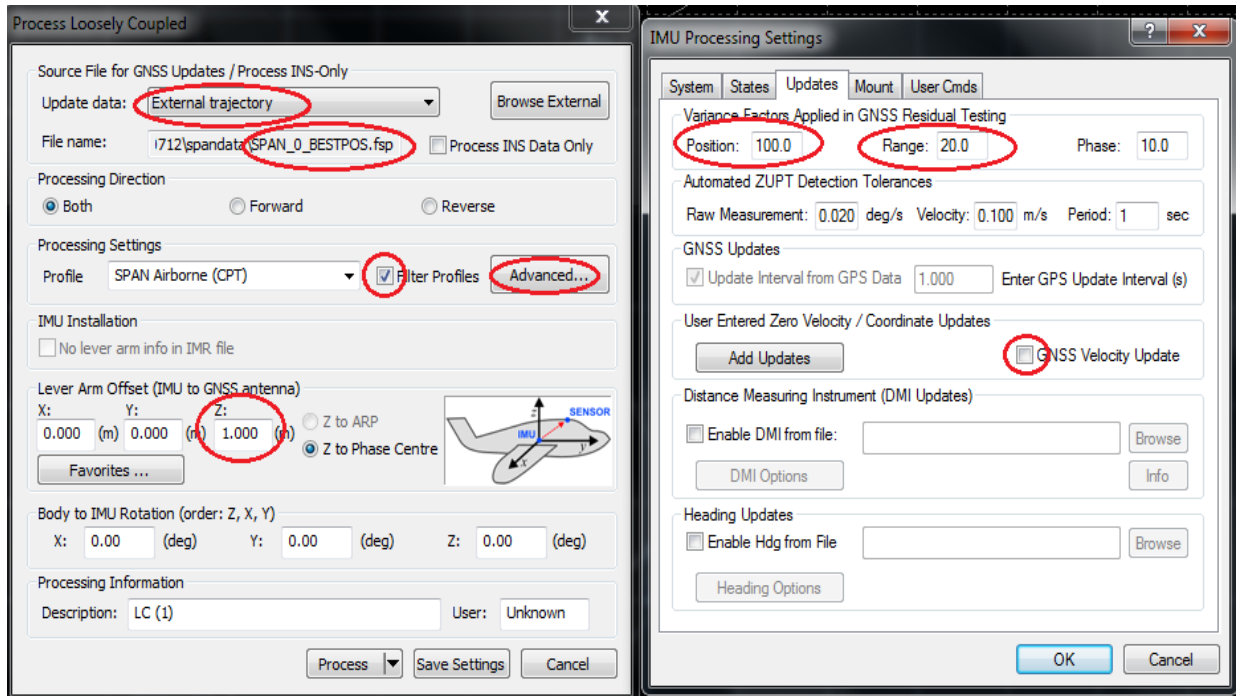 Process Loosely Coupled
x
Source File for GNSS Updates / Process INS-Only
Update data: External trajectory Browse External
File name: 712\spandata\SPAN_0_BESTPOS.fsp Process INS Data Only
Processing Direction
Both Forward Reverse
Processing Settings
Profile SPAN Airborne (CPT) Filter Profiles Advanced...
IMU Installation
No lever arm info in IMR file
Lever Arm Offset (IMU to GNSS antenna)
X: Y: Z:
0.000 (m) 0.000 (m) 1.000 (m)
Z to ARP
Z to Phase Centre
Favorites ...
z
SENSOR
IMU
y
x
Body to IMU Rotation (order: Z, X, Y)
X: 0.00 (deg) Y: 0.00 (deg) Z: 0.00 (deg)
Processing Information
Description: LC (1) User: Unknown
Process Save Settings Cancel
IMU Processing Settings
? x
System States Updates Mount User Cmds
Variance Factors Applied in GNSS Residual Testing
Position: 100.0 Range: 20.0 Phase: 10.0
Automated ZUPT Detection Tolerances
Raw Measurement: 0.020 deg/s Velocity: 0.100 m/s Period: 1 sec
GNSS Updates
Update Interval from GPS Data 1.000 Enter GPS Update Interval (s)
User Entered Zero Velocity / Coordinate Updates
Add Updates GNSS Velocity Update
Distance Measuring Instrument (DMI Updates)
Enable DMI from file: Browse
DMI Options Info
Heading Updates
Enable Hdg from File Browse
Heading Options
OK Cancel